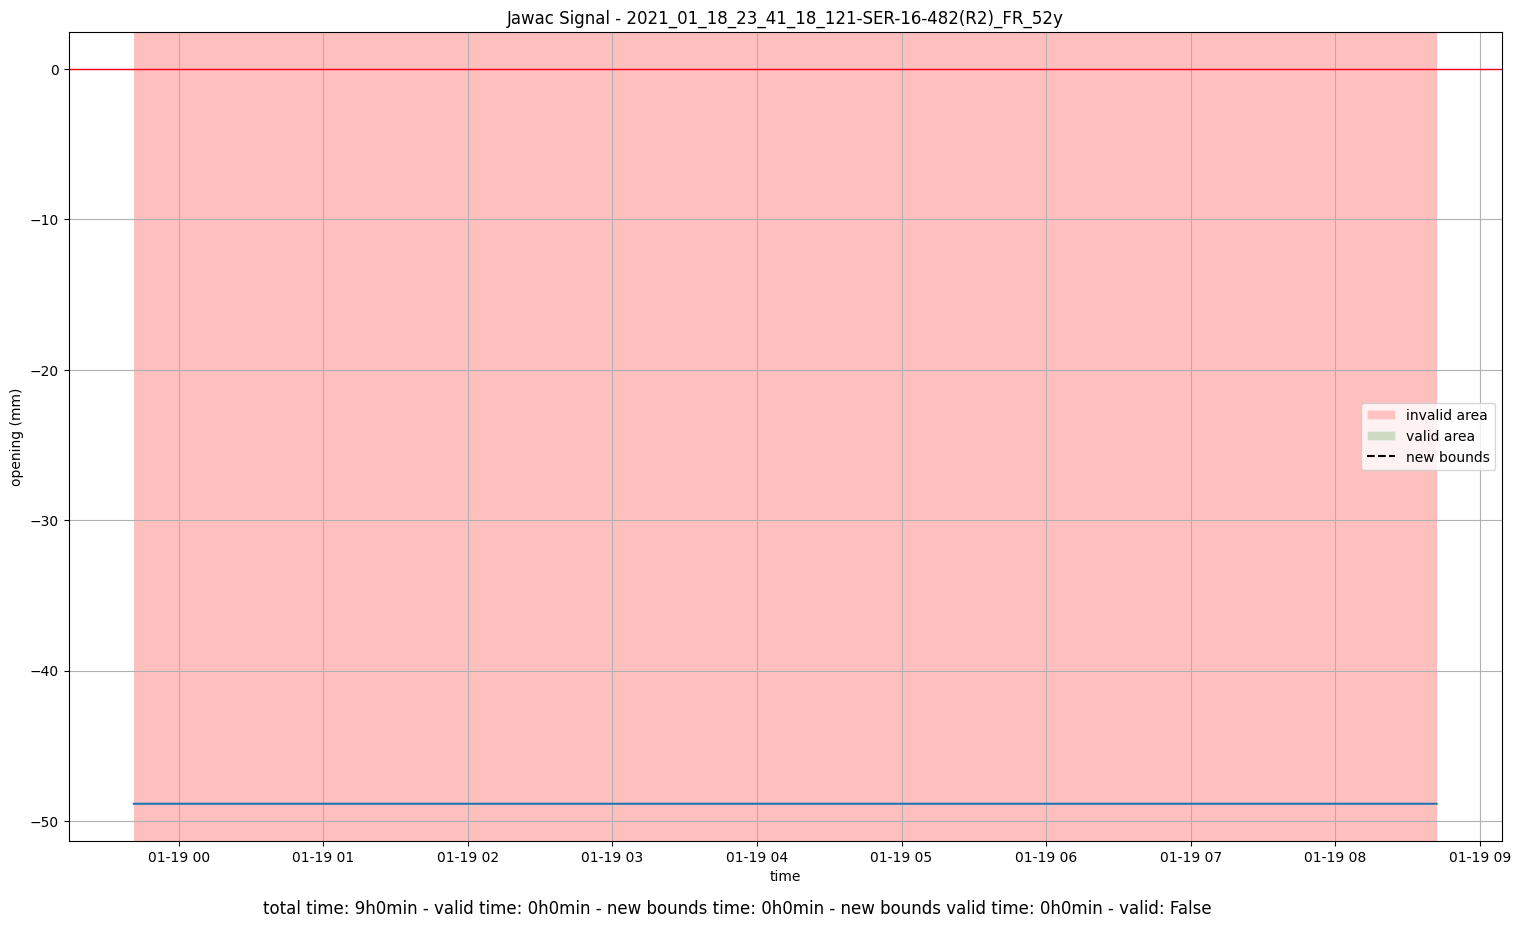 Jawac Signal - 2021_01_18_23_41_18_121-SER-16-482(R2)_FR_52y
0
−10
−20
−30
−40
−50
opening (mm)
invalid area
valid area
new bounds
01-19 00
01-19 01
01-19 02
01-19 03
01-19 04
01-19 05
01-19 06
01-19 07
01-19 08
01-19 09
time
total time: 9h0min - valid time: 0h0min - new bounds time: 0h0min - new bounds valid time: 0h0min - valid: False